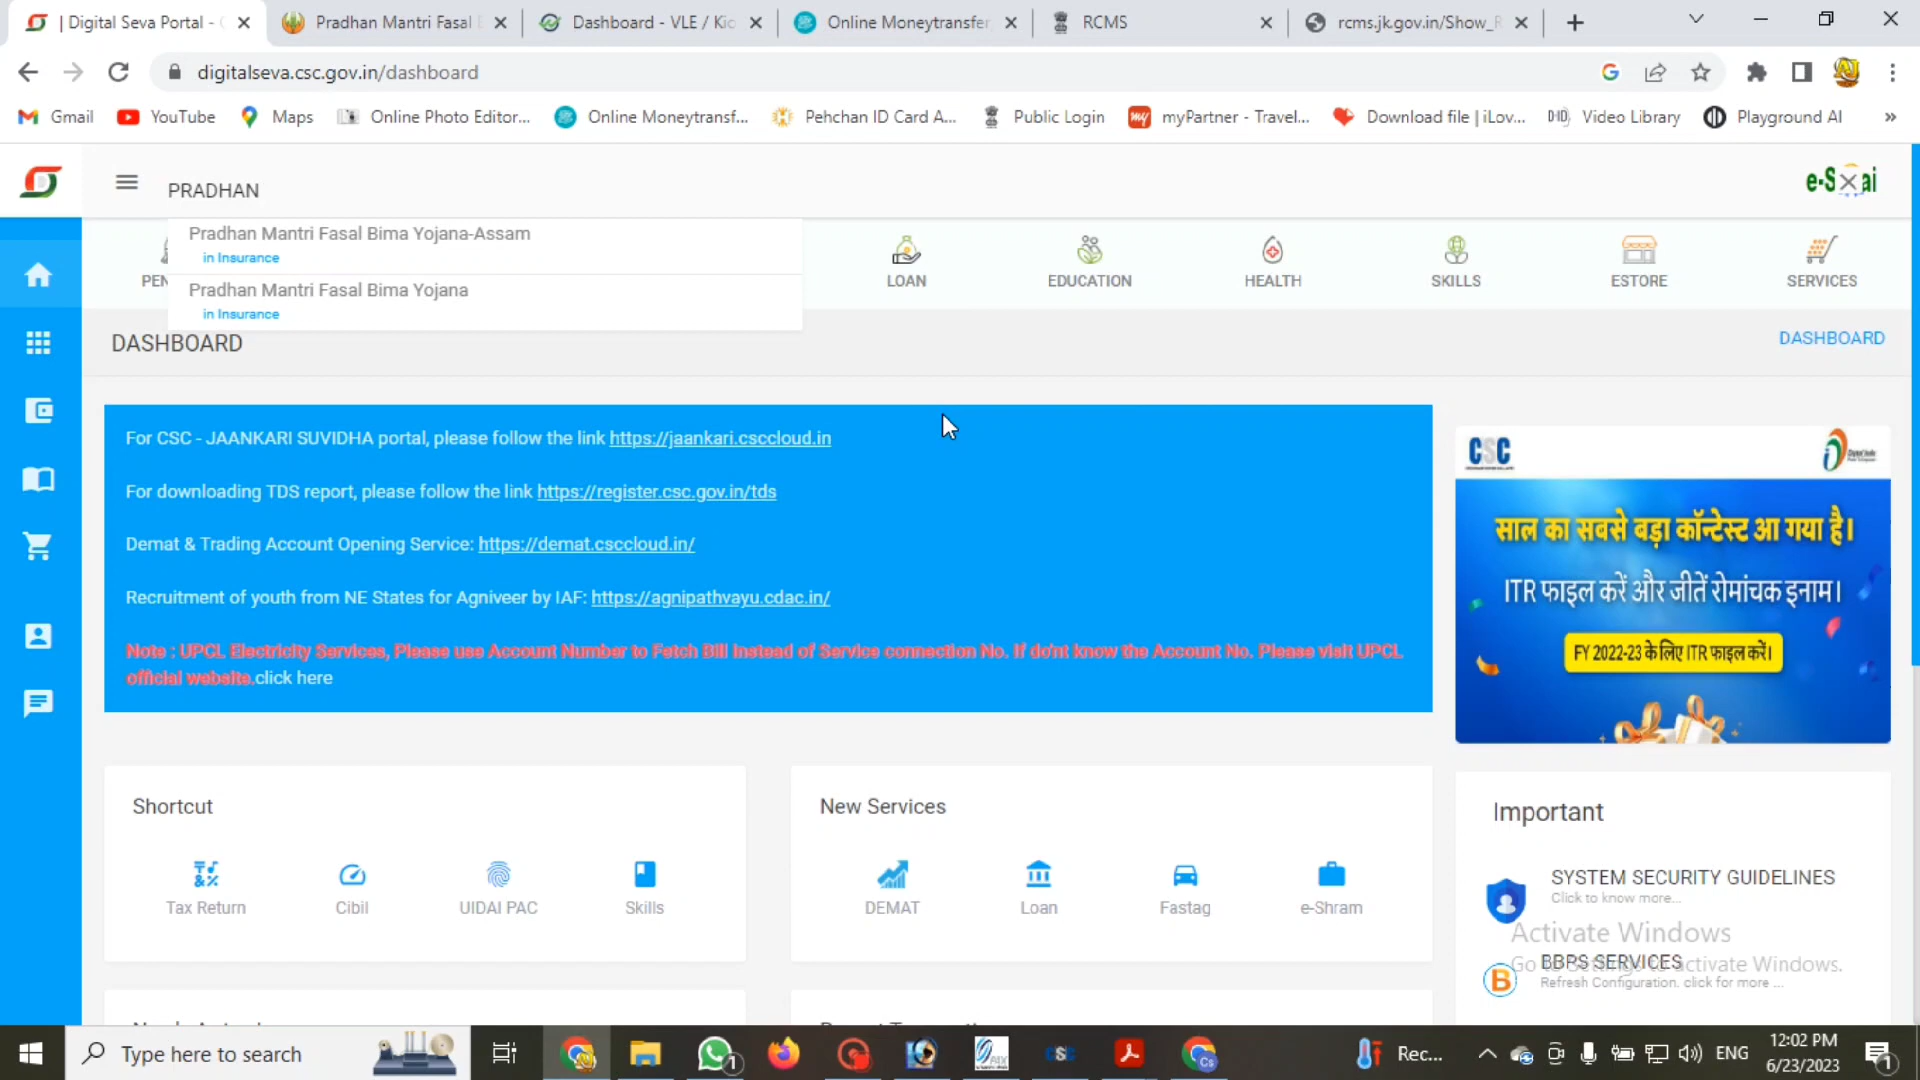 | Digital Seva Portal - C
Pradhan Mantri Fasal B
Dashboard - VLE / Kio
Online Moneytransfer
RCMS
rcms.jk.gov.in/Show_R
digitalseva.csc.gov.in/dashboard
Gmail
YouTube
Maps
Online Photo Editor...
Online Moneytransf...
Pehchan ID Card A...
Public Login
myPartner - Travel...
Download file | iLov...
Video Library
Playground AI
»
PRADHAN
Pradhan Mantri Fasal Bima Yojana-Assam
in Insurance
Pradhan Mantri Fasal Bima Yojana
in Insurance
PEN
LOAN
EDUCATION
HEALTH
SKILLS
ESTORE
SERVICES
DASHBOARD
DASHBOARD
For CSC - JAANKARI SUVIDHA portal, please follow the link https://jaankari.csccloud.in
For downloading TDS report, please follow the link https://register.csc.gov.in/tds
Demat & Trading Account Opening Service: https://demat.csccloud.in/
Recruitment of youth from NE States for Agniveer by IAF: https://agnipathvayu.cdac.in/
Note : UPCL Electricity Services, Please use Account Number to Fetch Bill Instead of Service connection No. If do'nt know the Account No. Please visit UPCL
official website.click here
CSC
साल का सबसे बड़ा कॉन्टेस्ट आ गया है।
ITR फाइल करें और जीतें रोमांचक इनाम।
FY 2022-23 के लिए ITR फाइल करें।
Shortcut
Tax Return
Cibil
UIDAI PAC
Skills
New Services
DEMAT
Loan
Fastag
e-Shram
Important
SYSTEM SECURITY GUIDELINES
Click to know more...
Activate Windows
BBPS SERVICES
Refresh Configuration. click for more ...
Type here to search
Rec...
ENG
12:02 PM
6/23/2023